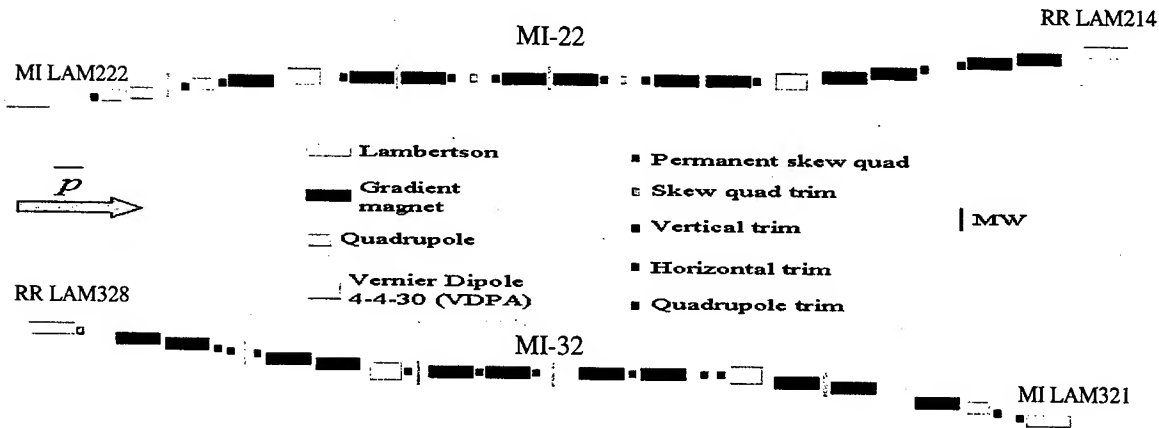 RR LAM214
MI-22
MI LAM222
Lambertson
Gradient
magnet
Quadrupole
Vernier Dipole
4-4-30 (VDPA)
Permanent skew quad
Skew quad trim
Vertical trim
Horizontal trim
Quadrupole trim
MW
p
RR LAM328
MI-32
MI LAM321